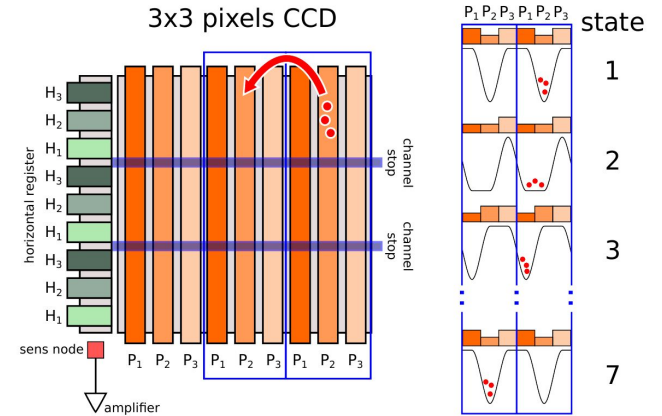 3x3 pixels CCD
P₁ P₂ P₃ P₁ P₂ P₃
state
1
2
3
7
horizontal register
H₃
H₂
H₁
H₃
H₂
H₁
H₃
H₂
H₁
channel
stop
channel
stop
sens node
P₁ P₂ P₃ P₁ P₂ P₃ P₁ P₂ P₃
amplifier